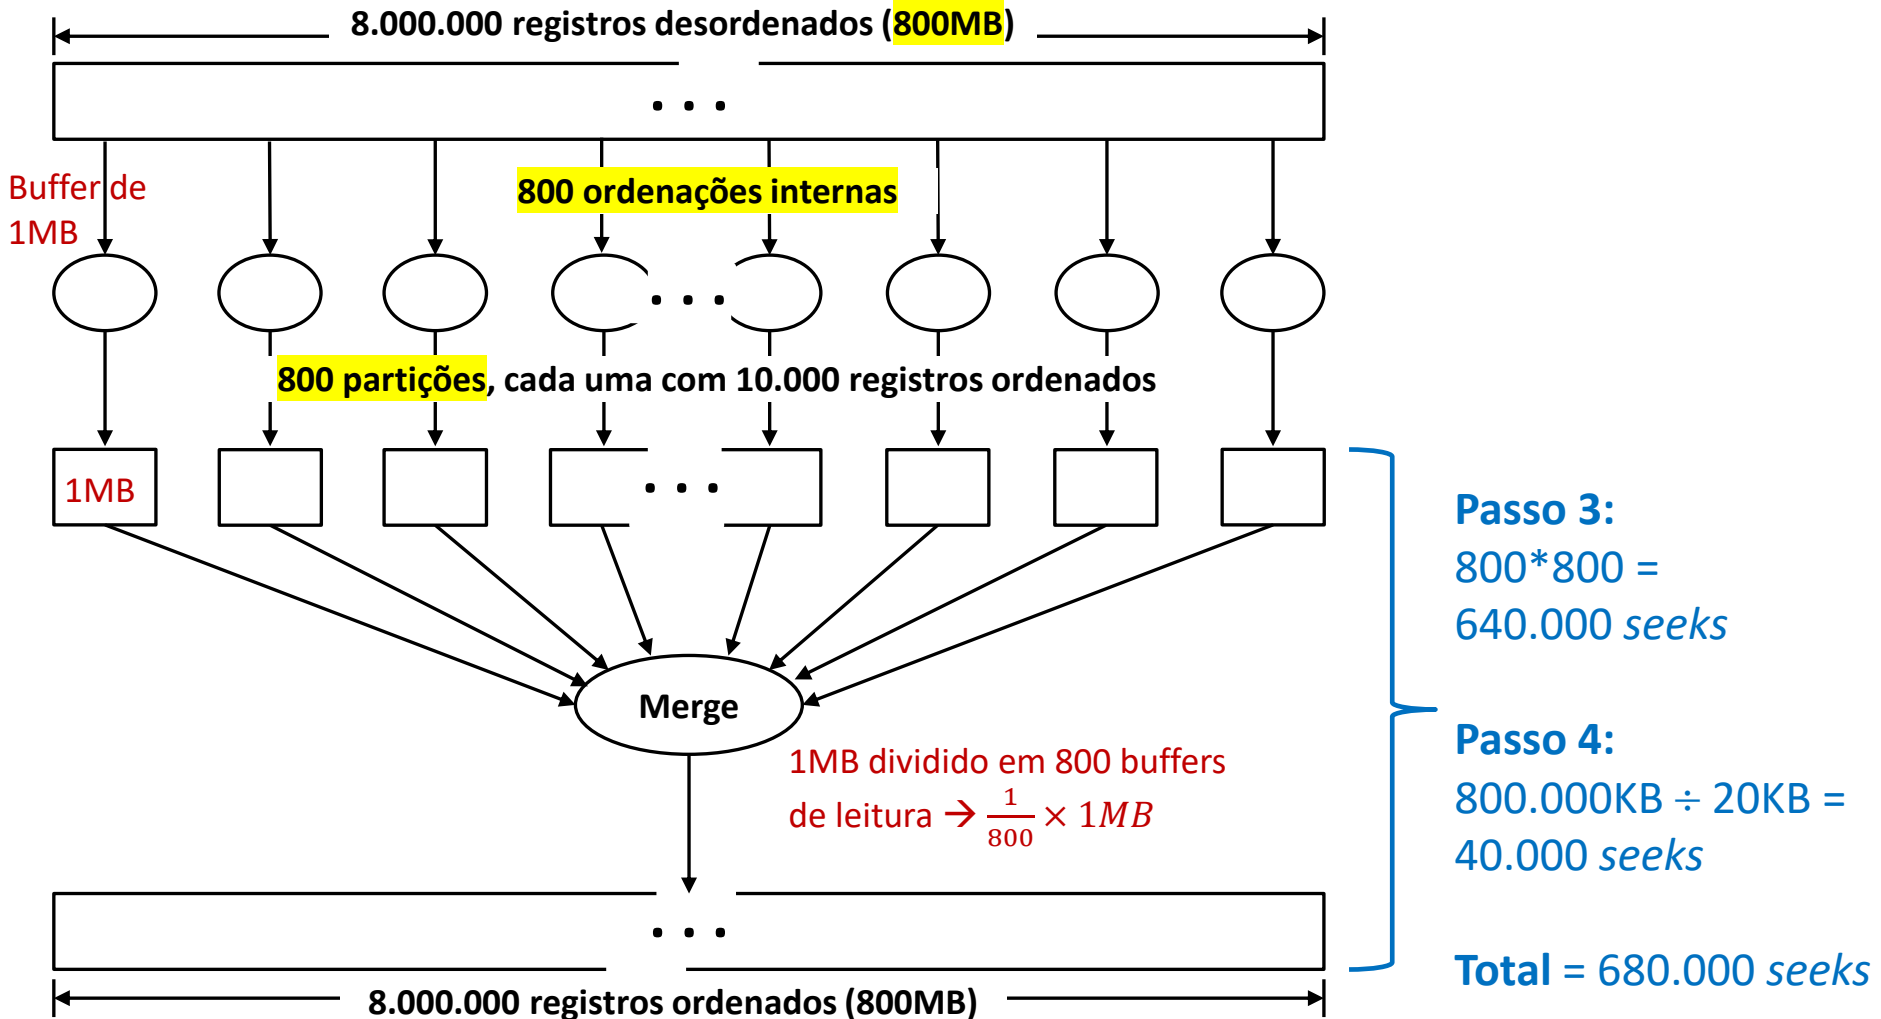 8.000.000 registros desordenados (800MB)
. . .
Buffer de
1MB
800 ordenações internas
. . .
800 partições, cada uma com 10.000 registros ordenados
1MB
. . .
Merge
1MB dividido em 800 buffers
de leitura → 1/800 × 1MB
. . .
8.000.000 registros ordenados (800MB)
Passo 3:
800*800 =
640.000 seeks
Passo 4:
800.000KB ÷ 20KB =
40.000 seeks
Total = 680.000 seeks